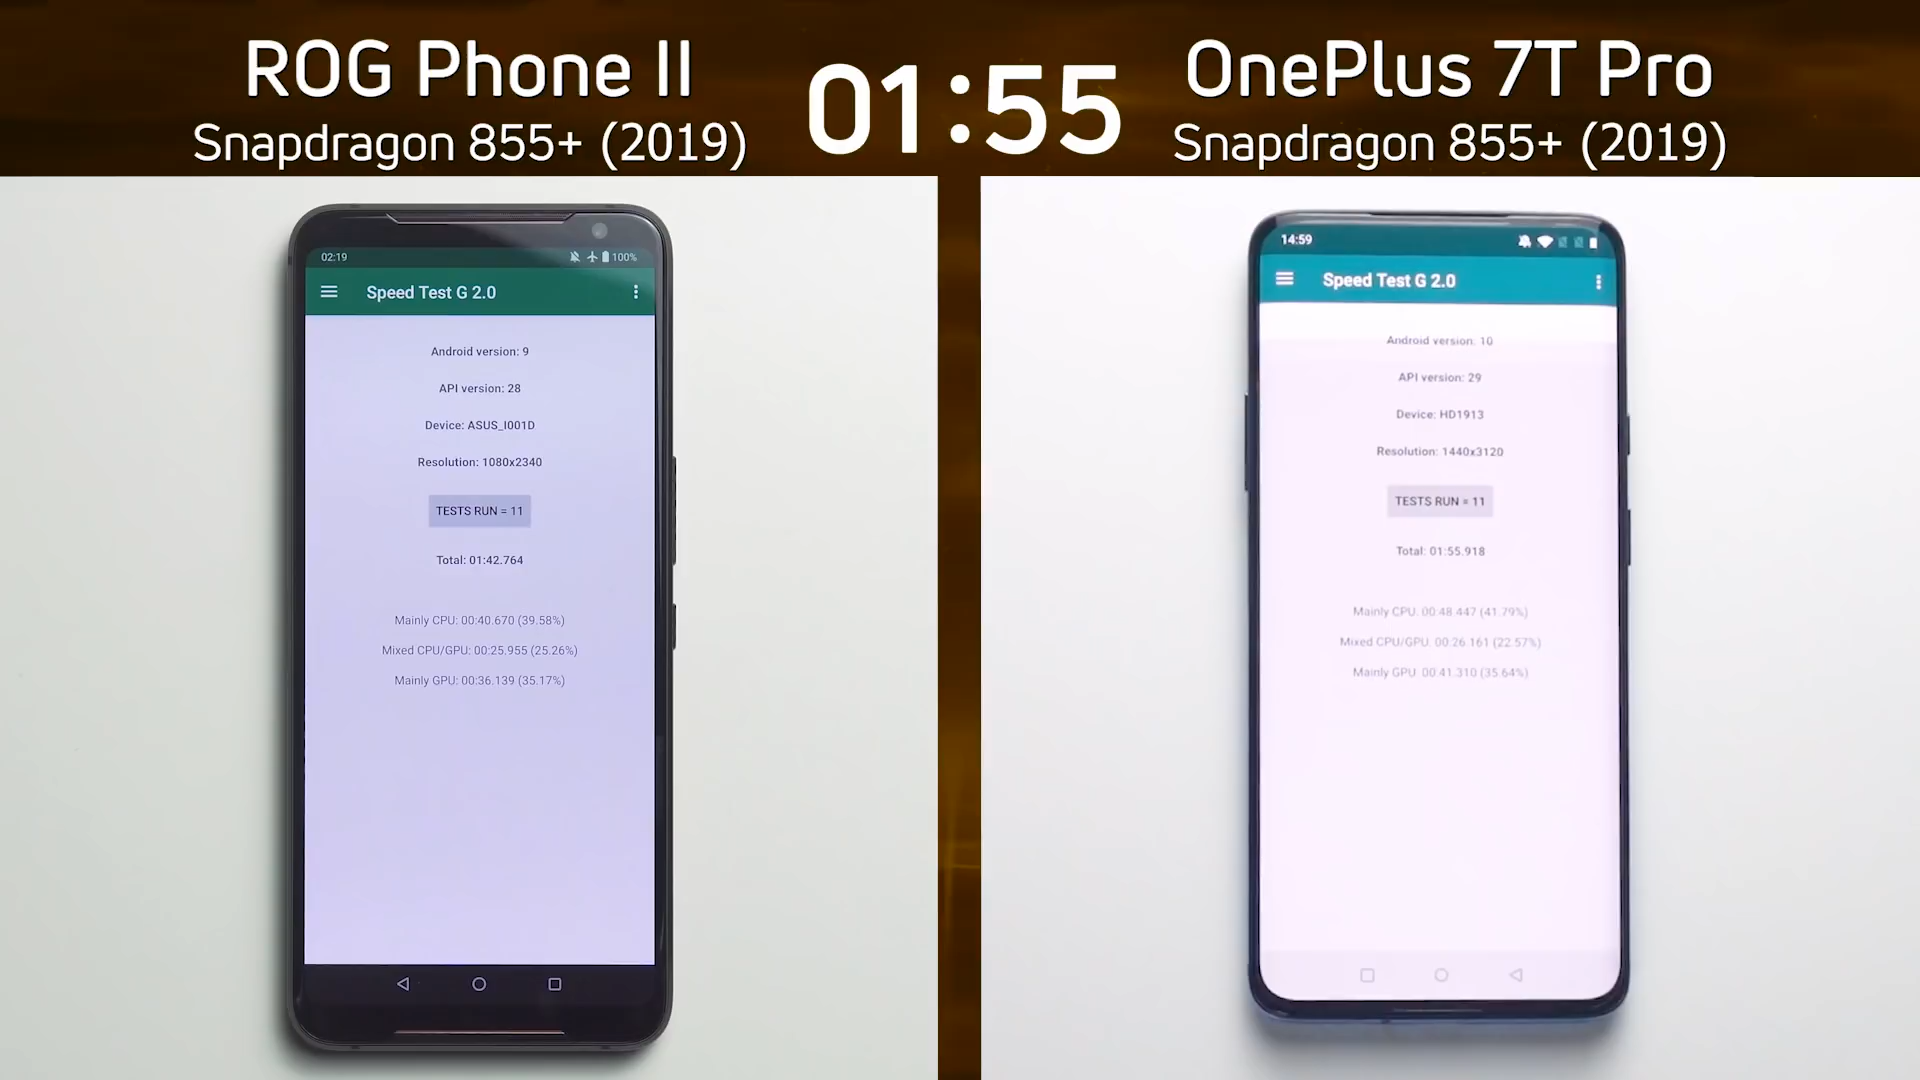 ROG Phone II
Snapdragon 855+ (2019)
01:55
OnePlus 7T Pro
Snapdragon 855+ (2019)
02:19
100%
Speed Test G 2.0
Android version: 9
API version: 28
Device: ASUS_I001D
Resolution: 1080x2340
TESTS RUN = 11
Total: 01:42.764
Mainly CPU: 00:40.670 (39.58%)
Mixed CPU/GPU: 00:25.955 (25.26%)
Mainly GPU: 00:36.139 (35.17%)
14:59
Speed Test G 2.0
Android version: 10
API version: 29
Device: HD1913
Resolution: 1440x3120
TESTS RUN = 11
Total: 01:55.918
Mainly CPU: 00:48.447 (41.79%)
Mixed CPU/GPU: 00:26.161 (22.57%)
Mainly GPU: 00:41.310 (35.64%)